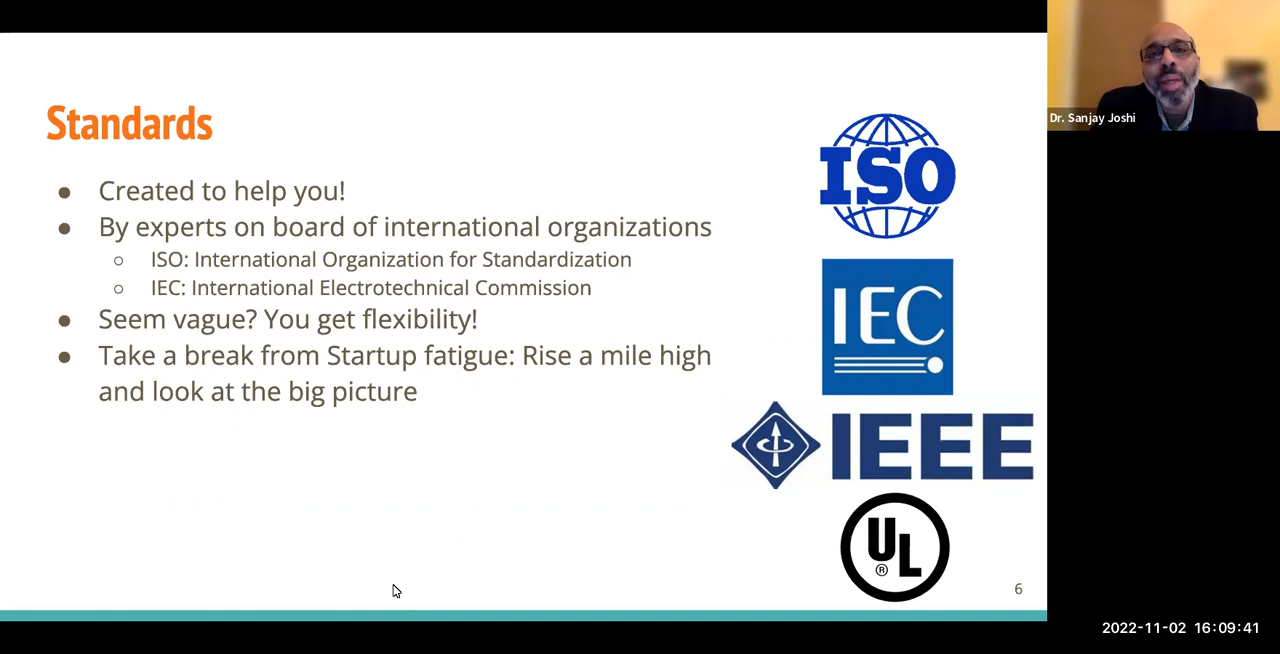 Standards
Created to help you!
By experts on board of international organizations
ISO: International Organization for Standardization
IEC: International Electrotechnical Commission
Seem vague? You get flexibility!
Take a break from Startup fatigue: Rise a mile high
and look at the big picture
ISO
IEC
IEEE
UL
®
6
Dr. Sanjay Joshi
2022-11-02 16:09:41